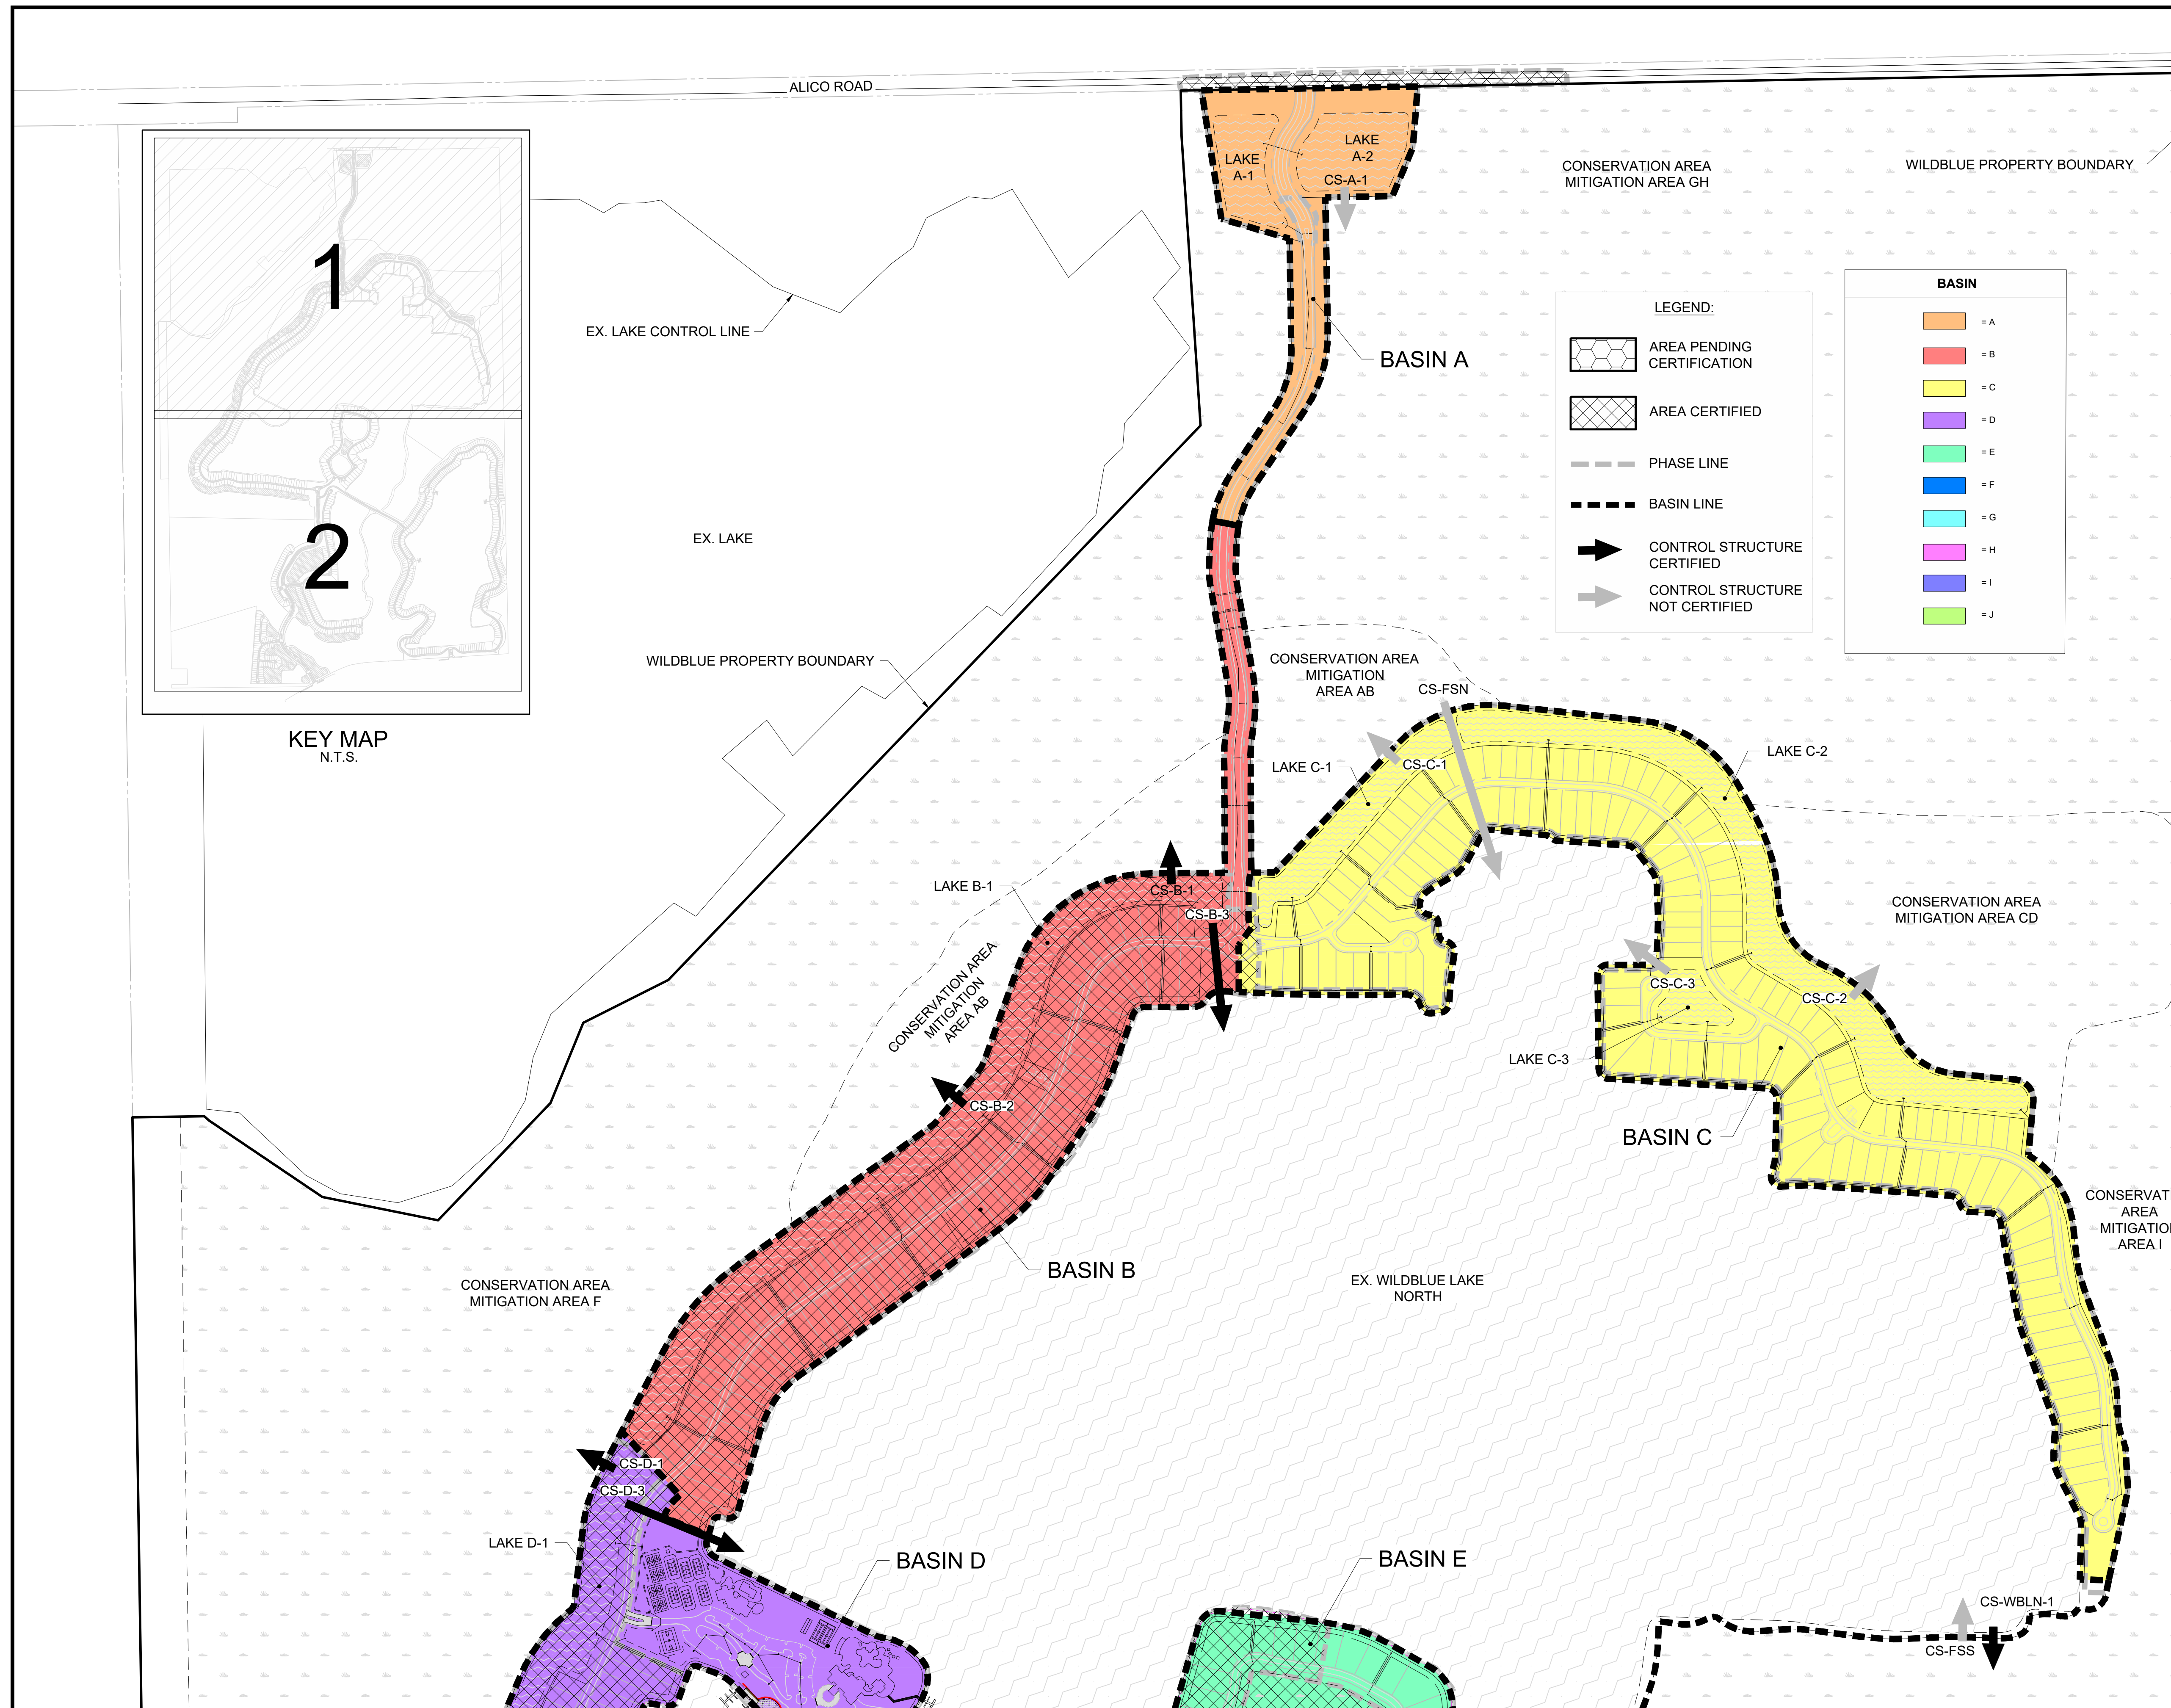 ALICO ROAD
LAKE
A-1
LAKE
A-2
CS-A-1
CONSERVATION AREA
MITIGATION AREA GH
WILDBLUE PROPERTY BOUNDARY
1
2
KEY MAP
N.T.S.
EX. LAKE CONTROL LINE
BASIN A
LEGEND:
AREA PENDING
CERTIFICATION
AREA CERTIFIED
PHASE LINE
BASIN LINE
CONTROL STRUCTURE
CERTIFIED
CONTROL STRUCTURE
NOT CERTIFIED
BASIN
= A
= B
= C
= D
= E
= F
= G
= H
= I
= J
EX. LAKE
WILDBLUE PROPERTY BOUNDARY
CONSERVATION AREA
MITIGATION
AREA AB
CS-FSN
LAKE C-1
CS-C-1
LAKE C-2
LAKE B-1
CS-B-1
CS-B-3
CONSERVATION AREA
MITIGATION AREA CD
CONSERVATION AREA
MITIGATION
AREA AB
CS-C-3
CS-C-2
LAKE C-3
CS-B-2
BASIN C
CONSERVATI
AREA
MITIGATION
AREA I
BASIN B
EX. WILDBLUE LAKE
NORTH
CONSERVATION AREA
MITIGATION AREA F
CS-D-1
CS-D-3
LAKE D-1
BASIN D
BASIN E
CS-WBLN-1
CS-FSS